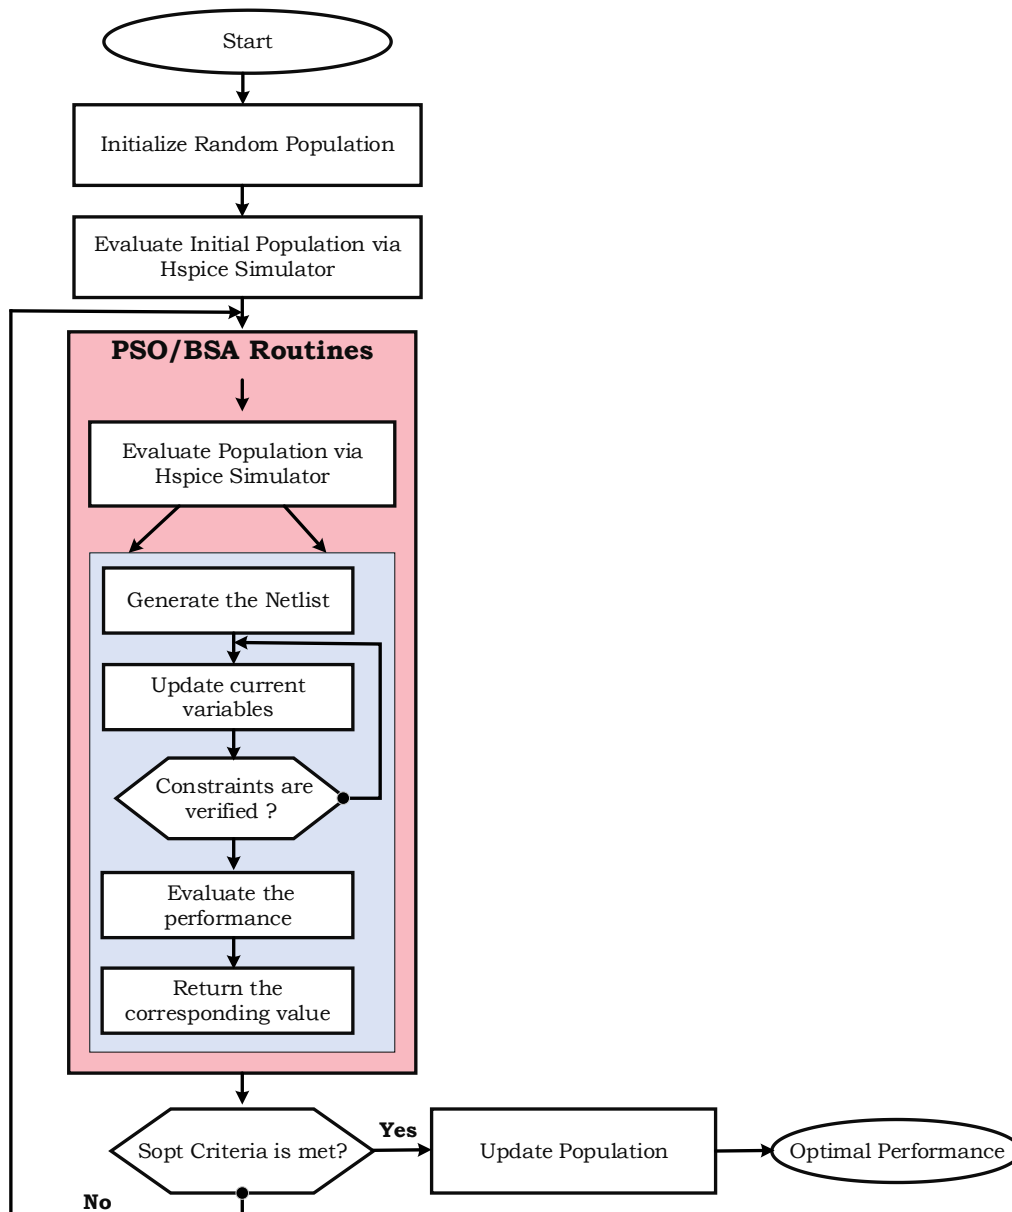 Start
Initialize Random Population
Evaluate Initial Population via
Hspice Simulator
PSO/BSA Routines
Evaluate Population via
Hspice Simulator
Generate the Netlist
Update current
variables
Constraints are
verified ?
Evaluate the
performance
Return the
corresponding value
Sopt Criteria is met?
Yes
Update Population
Optimal Performance
No